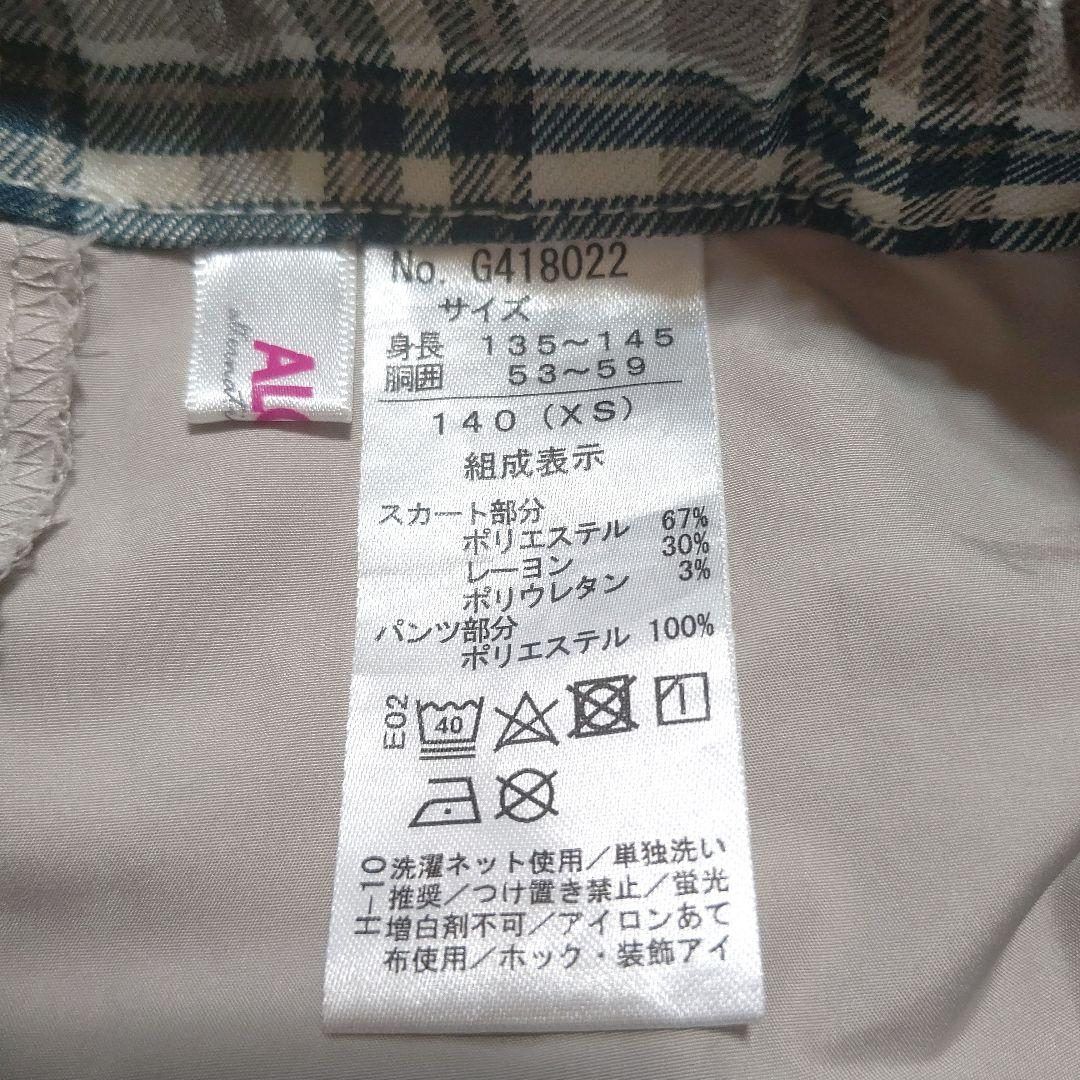 No. G418022
サイズ
身長 135～145
胴囲 53～59
140 (XS)
組成表示
スカート部分
ポリエステル 67%
レーヨン 30%
ポリウレタン 3%
パンツ部分
ポリエステル 100%
E02
40
H-10
洗濯ネット使用／単独洗い
推奨／つけ置き禁止／蛍光
増白剤不可／アイロンあて
布使用／ホック・装飾アイ
AL